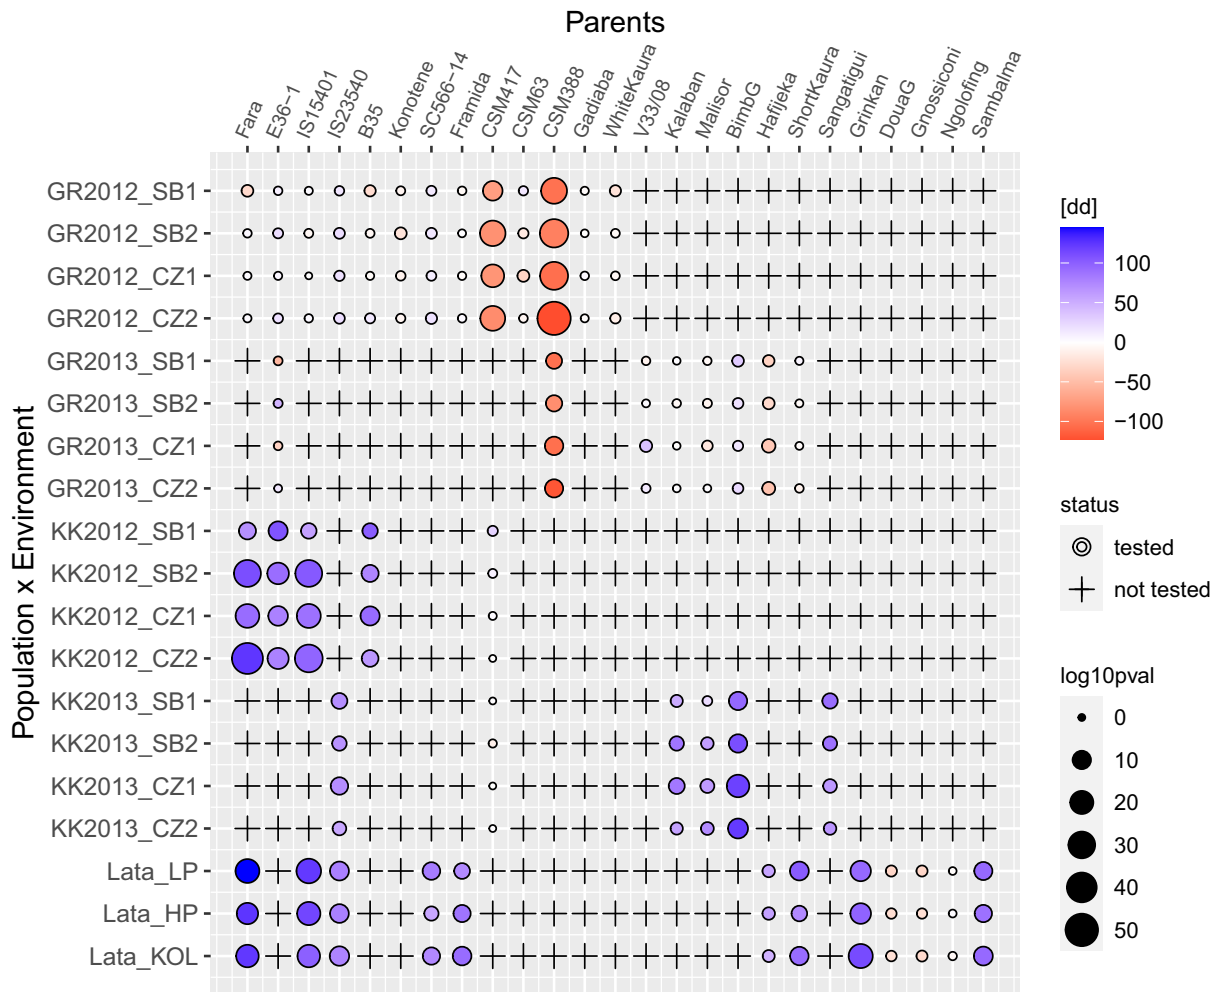 Parents
Fara
E36−1
IS15401
IS23540
B35
Konotene
SC566−14
Framida
CSM417
CSM63
CSM388
Gadiaba
WhiteKaura
V33/08
Kalaban
Malisor
BimbG
Hafijeka
ShortKaura
Sangatigui
Grinkan
DouaG
Gnossiconi
Ngolofing
Sambalma
Population x Environment
GR2012_SB1
GR2012_SB2
GR2012_CZ1
GR2012_CZ2
GR2013_SB1
GR2013_SB2
GR2013_CZ1
GR2013_CZ2
KK2012_SB1
KK2012_SB2
KK2012_CZ1
KK2012_CZ2
KK2013_SB1
KK2013_SB2
KK2013_CZ1
KK2013_CZ2
Lata_LP
Lata_HP
Lata_KOL
[dd]
100
50
0
−50
−100
status
tested
not tested
log10pval
0
10
20
30
40
50